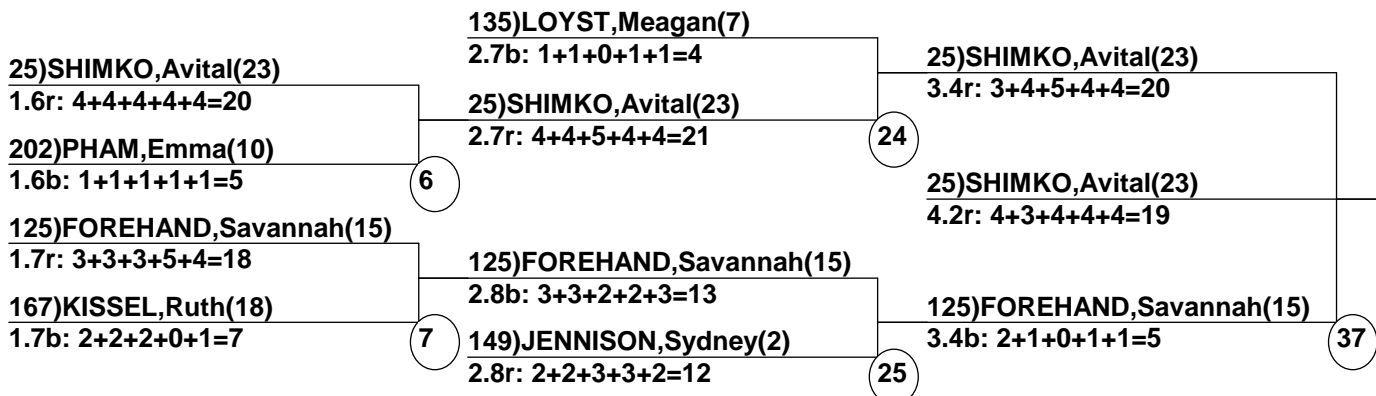 135)LOYST,Meagan(7)
2.7b: 1+1+0+1+1=4
25)SHIMKO,Avital(23)
1.6r: 4+4+4+4+4=20
25)SHIMKO,Avital(23)
3.4r: 3+4+5+4+4=20
25)SHIMKO,Avital(23)
2.7r: 4+4+5+4+4=21
24
202)PHAM,Emma(10)
1.6b: 1+1+1+1+1=5
6
25)SHIMKO,Avital(23)
4.2r: 4+3+4+4+4=19
125)FOREHAND,Savannah(15)
1.7r: 3+3+3+5+4=18
125)FOREHAND,Savannah(15)
2.8b: 3+3+2+2+3=13
167)KISSEL,Ruth(18)
1.7b: 2+2+2+0+1=7
7
125)FOREHAND,Savannah(15)
3.4b: 2+1+0+1+1=5
37
149)JENNISON,Sydney(2)
2.8r: 2+2+3+3+2=12
25